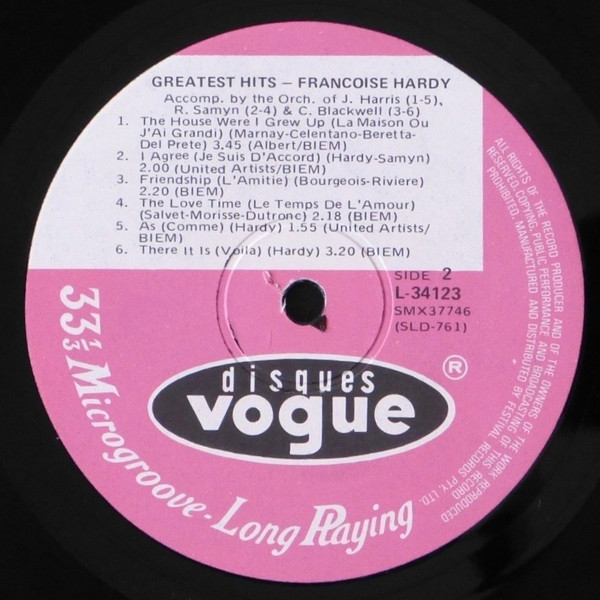 GREATEST HITS – FRANCOISE HARDY
Accomp. by the Orch. of J. Harris (1-5),
R. Samyn (2-4) & C. Blackwell (3-6)
1. The House Were I Grew Up (La Maison Ou
J'Ai Grandi) (Marnay-Celentano-Beretta-
Del Prete) 3.45 (Albert/BIEM)
2. I Agree (Je Suis D'Accord) (Hardy-Samyn)
2.00 (United Artists/BIEM)
3. Friendship (L'Amitie) (Bourgeois-Riviere)
2.20 (BIEM)
4. The Love Time (Le Temps De L'Amour)
(Salvet-Morisse-Dutronc) 2.18 (BIEM)
5. As (Comme) (Hardy) 1.55 (United Artists/
BIEM)
6. There It Is (Voila) (Hardy) 3.20 (BIEM)
SIDE 2
L-34123
SMX37746
(SLD-761)
disques
vogue
®
33 1/3 Microgroove - Long Playing
ALL RIGHTS OF THE RECORD PRODUCER AND OF THE OWNERS OF THE WORK REPRODUCED
RESERVED. COPYING, PUBLIC PERFORMANCE AND BROADCASTING OF THIS RECORD
PROHIBITED. MANUFACTURED AND DISTRIBUTED BY FESTIVAL RECORDS PTY. LTD.